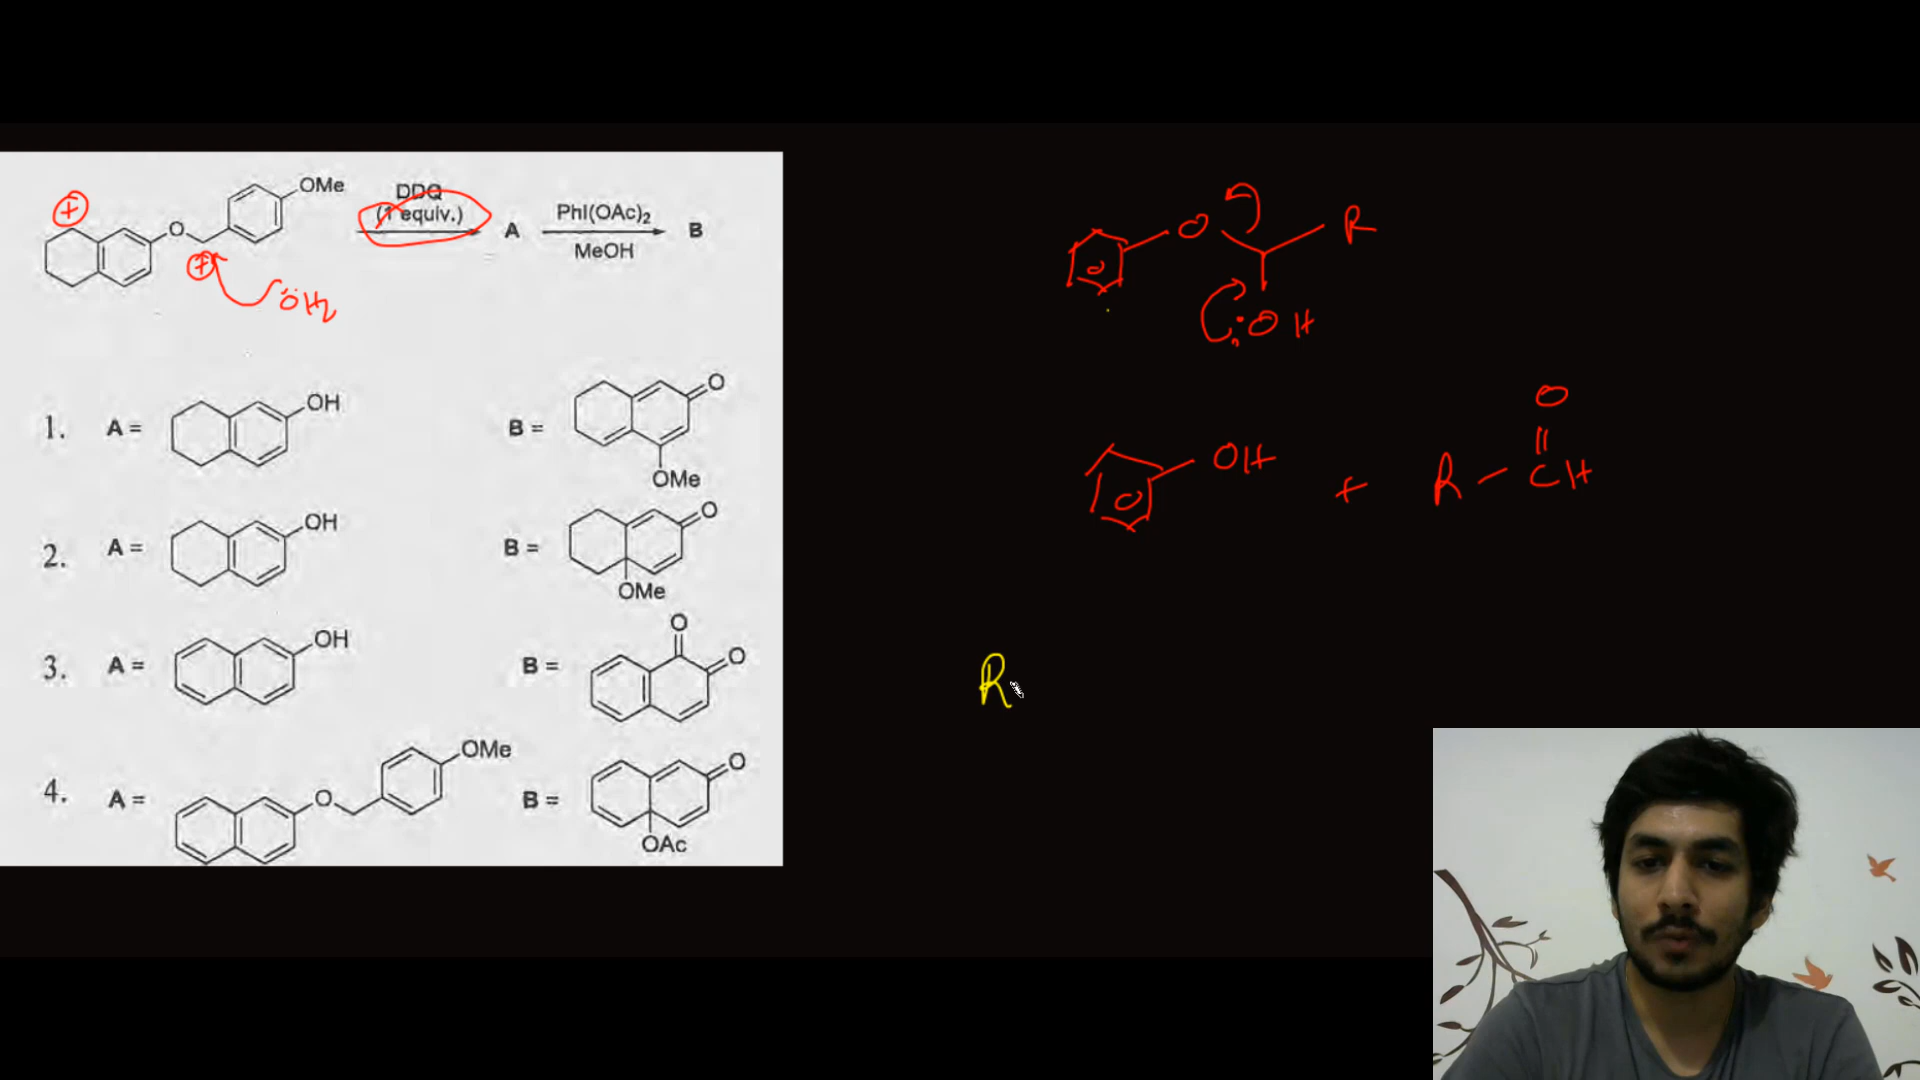 OMe
DDQ
(1 equiv.)
A
PhI(OAc)2
MeOH
B
O
+
+
ÖH2
1.
A =
OH
B =
O
OMe
2.
A =
OH
B =
O
OMe
3.
A =
OH
B =
O
O
4.
A =
O
OMe
B =
O
OAc
O
R
:OH
OH
+
R - CH
O
R